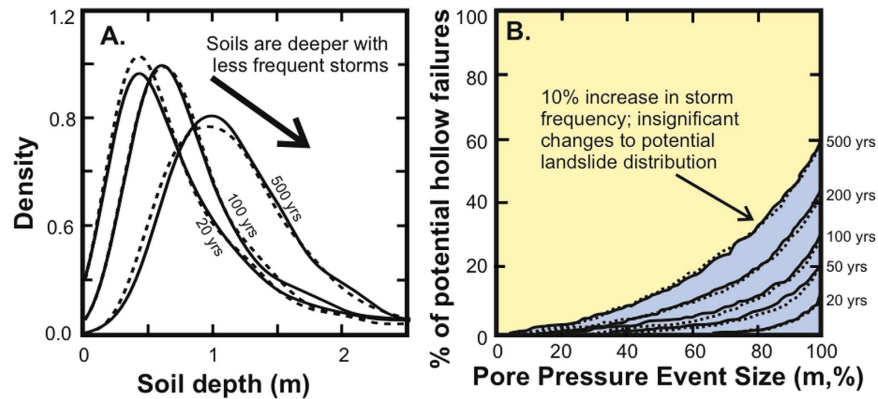 A.
Soils are deeper with
less frequent storms
1.2
0.8
0.6
0.0
Density
20 yrs
100 yrs
500 yrs
0
1
2
Soil depth (m)
B.
10% increase in storm
frequency; insignificant
changes to potential
landslide distribution
100
80
60
40
20
0
% of potential hollow failures
500 yrs
200 yrs
100 yrs
50 yrs
20 yrs
0
20
40
60
80
100
Pore Pressure Event Size (m,%)